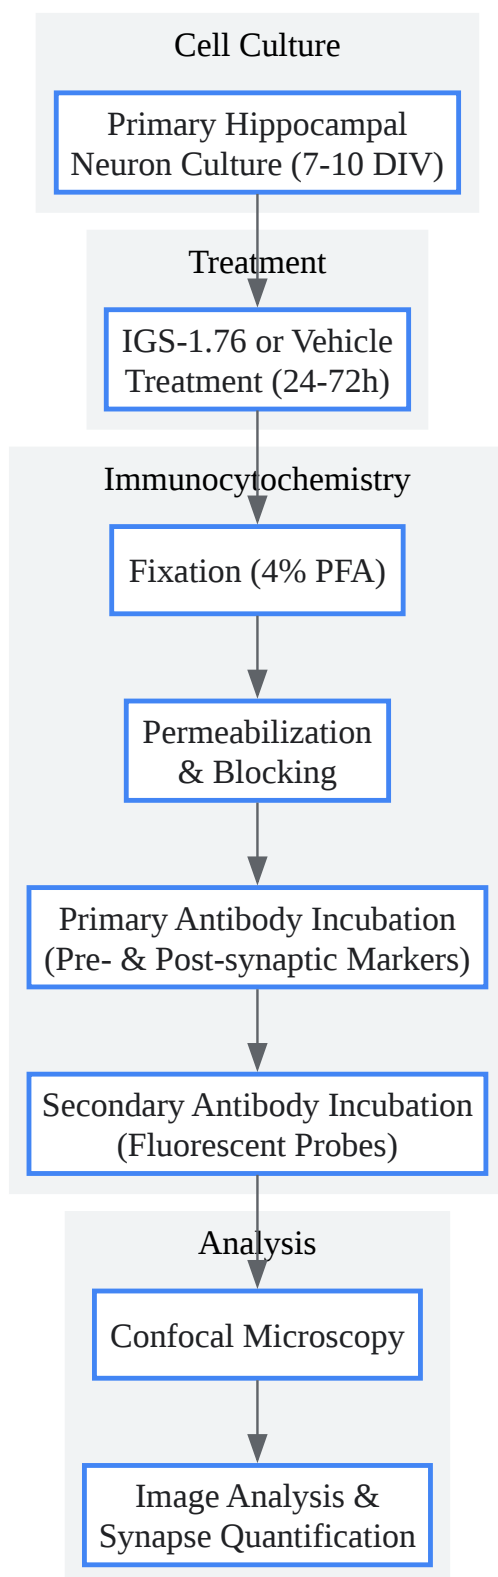 Cell Culture
Primary Hippocampal
Neuron Culture (7-10 DIV)
Treatment
IGS-1.76 or Vehicle
Treatment (24-72h)
Immunocytochemistry
Fixation (4% PFA)
Permeabilization
& Blocking
Primary Antibody Incubation
(Pre- & Post-synaptic Markers)
Secondary Antibody Incubation
(Fluorescent Probes)
Analysis
Confocal Microscopy
Image Analysis &
Synapse Quantification